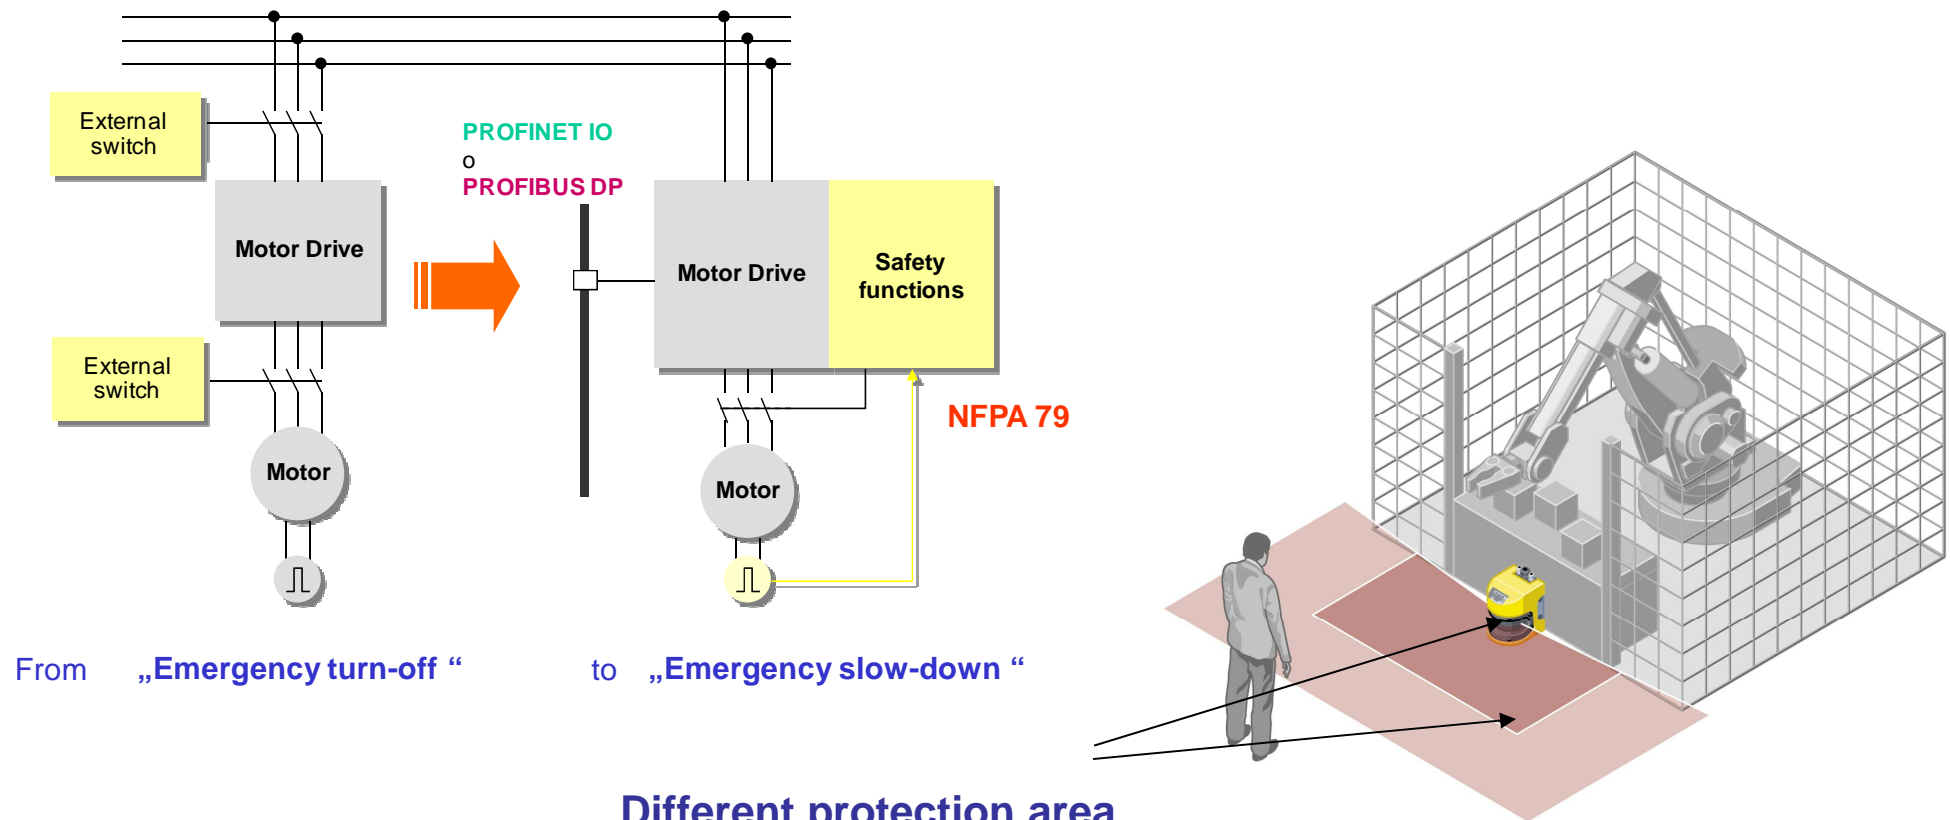 External
switch
Motor Drive
External
switch
Motor
PROFINET IO
o
PROFIBUS DP
Motor Drive
Safety
functions
NFPA 79
Motor
From „Emergency turn-off “ to „Emergency slow-down “
Different protection area